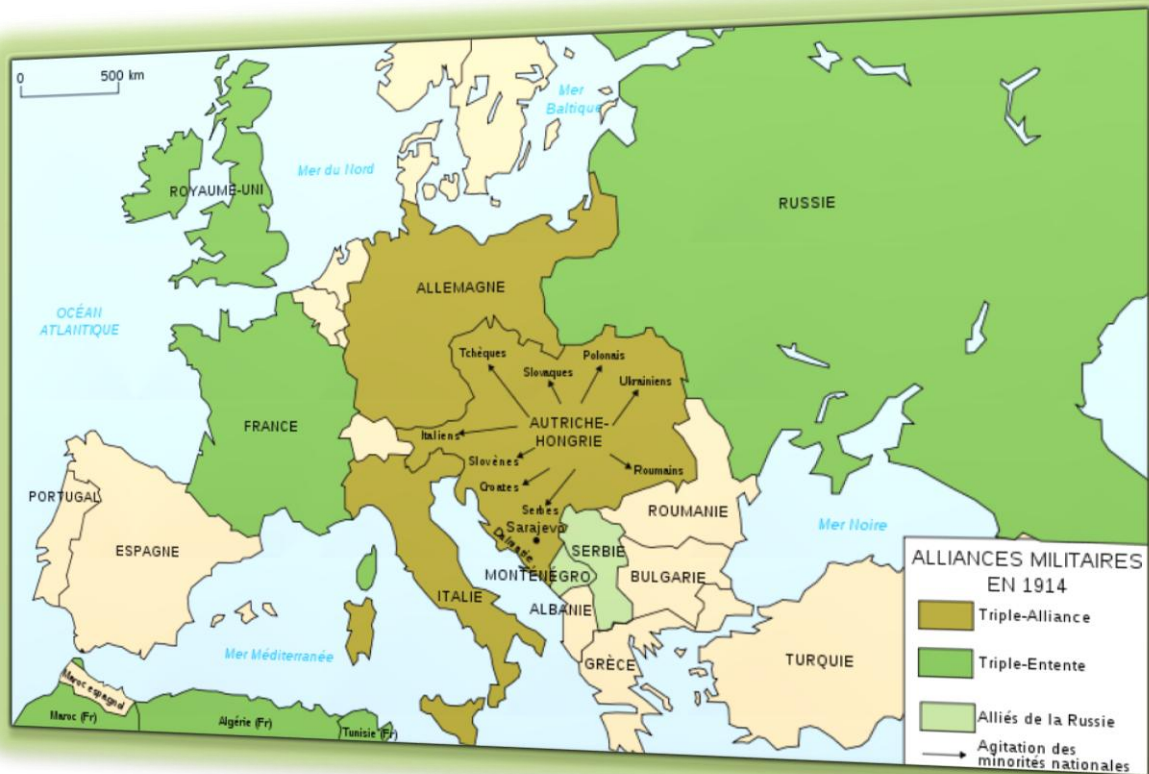 0 500 km
Mer
Baltique
Mer du Nord
ROYAUME-UNI
RUSSIE
ALLEMAGNE
OCÉAN
ATLANTIQUE
Tchèques
Slovaques
Polonais
Ukrainiens
FRANCE
AUTRICHE-
HONGRIE
Italiens
Slovènes
Croates
Roumains
Serbes
PORTUGAL
ESPAGNE
Sarajevo
Dalmatie
SERBIE
ROUMANIE
Mer Noire
MONTÉNÉGRO
BULGARIE
ITALIE
ALBANIE
Mer Méditerranée
GRÈCE
TURQUIE
Maroc espagnol
Maroc (Fr)
Algérie (Fr)
Tunisie (Fr)
ALLIANCES MILITAIRES
EN 1914
Triple-Alliance
Triple-Entente
Alliés de la Russie
Agitation des
minorités nationales